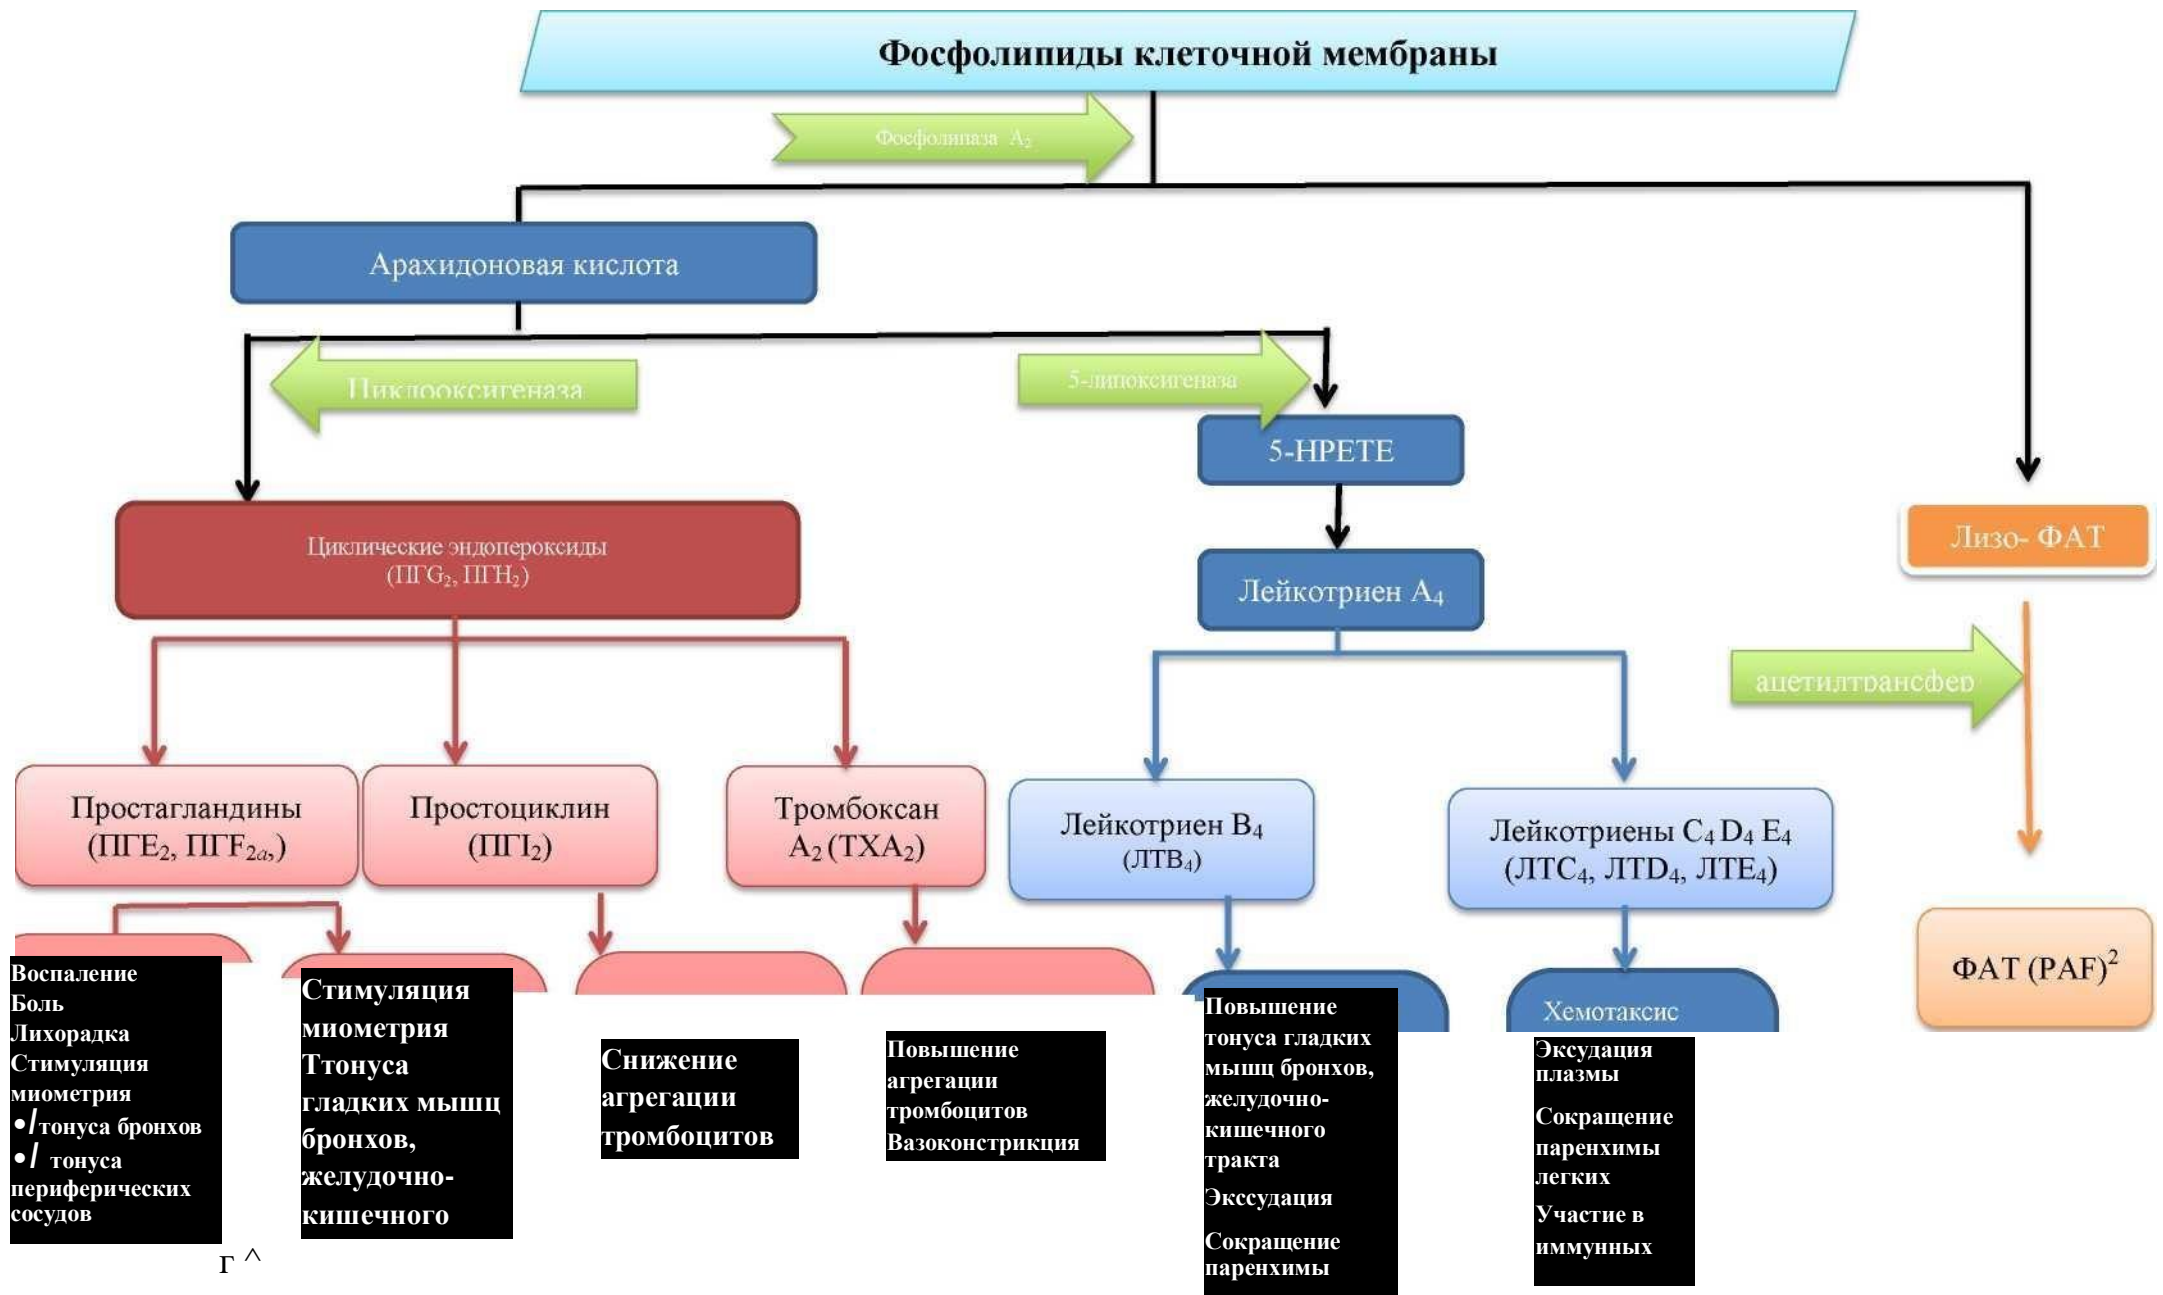 Фосфолипиды клеточной мембраны
Фосфолипаза А2
Арахидоновая кислота
Циклооксигеназа
5-липоксигеназа
5-НРЕТЕ
Циклические эндопероксиды
(ПГG2, ПГН2)
Лейкотриен А4
Лизо- ФАТ
ацетилтрансфер
Простагландины
(ПГЕ2, ПГF2α,)
Простоциклин
(ПГI2)
Тромбоксан
А2 (ТХА2)
Лейкотриен В4
(ЛТВ4)
Лейкотриены С4 D4 Е4
(ЛТС4, ЛТD4, ЛТЕ4)
ФАТ (PAF)2
Воспаление
Боль
Лихорадка
Стимуляция
миометрия
•/тонуса бронхов
•/ тонуса
периферических
сосудов
Стимуляция
миометрия
Ттонуса
гладких мышц
бронхов,
желудочно-
кишечного
Снижение
агрегации
тромбоцитов
Повышение
агрегации
тромбоцитов
Вазоконстрикция
Повышение
тонуса гладких
мышц бронхов,
желудочно-
кишечного
тракта
Экссудация
Сокращение
паренхимы
Хемотаксис
Эксудация
плазмы
Сокращение
паренхимы
легких
Участие в
иммунных
г ^